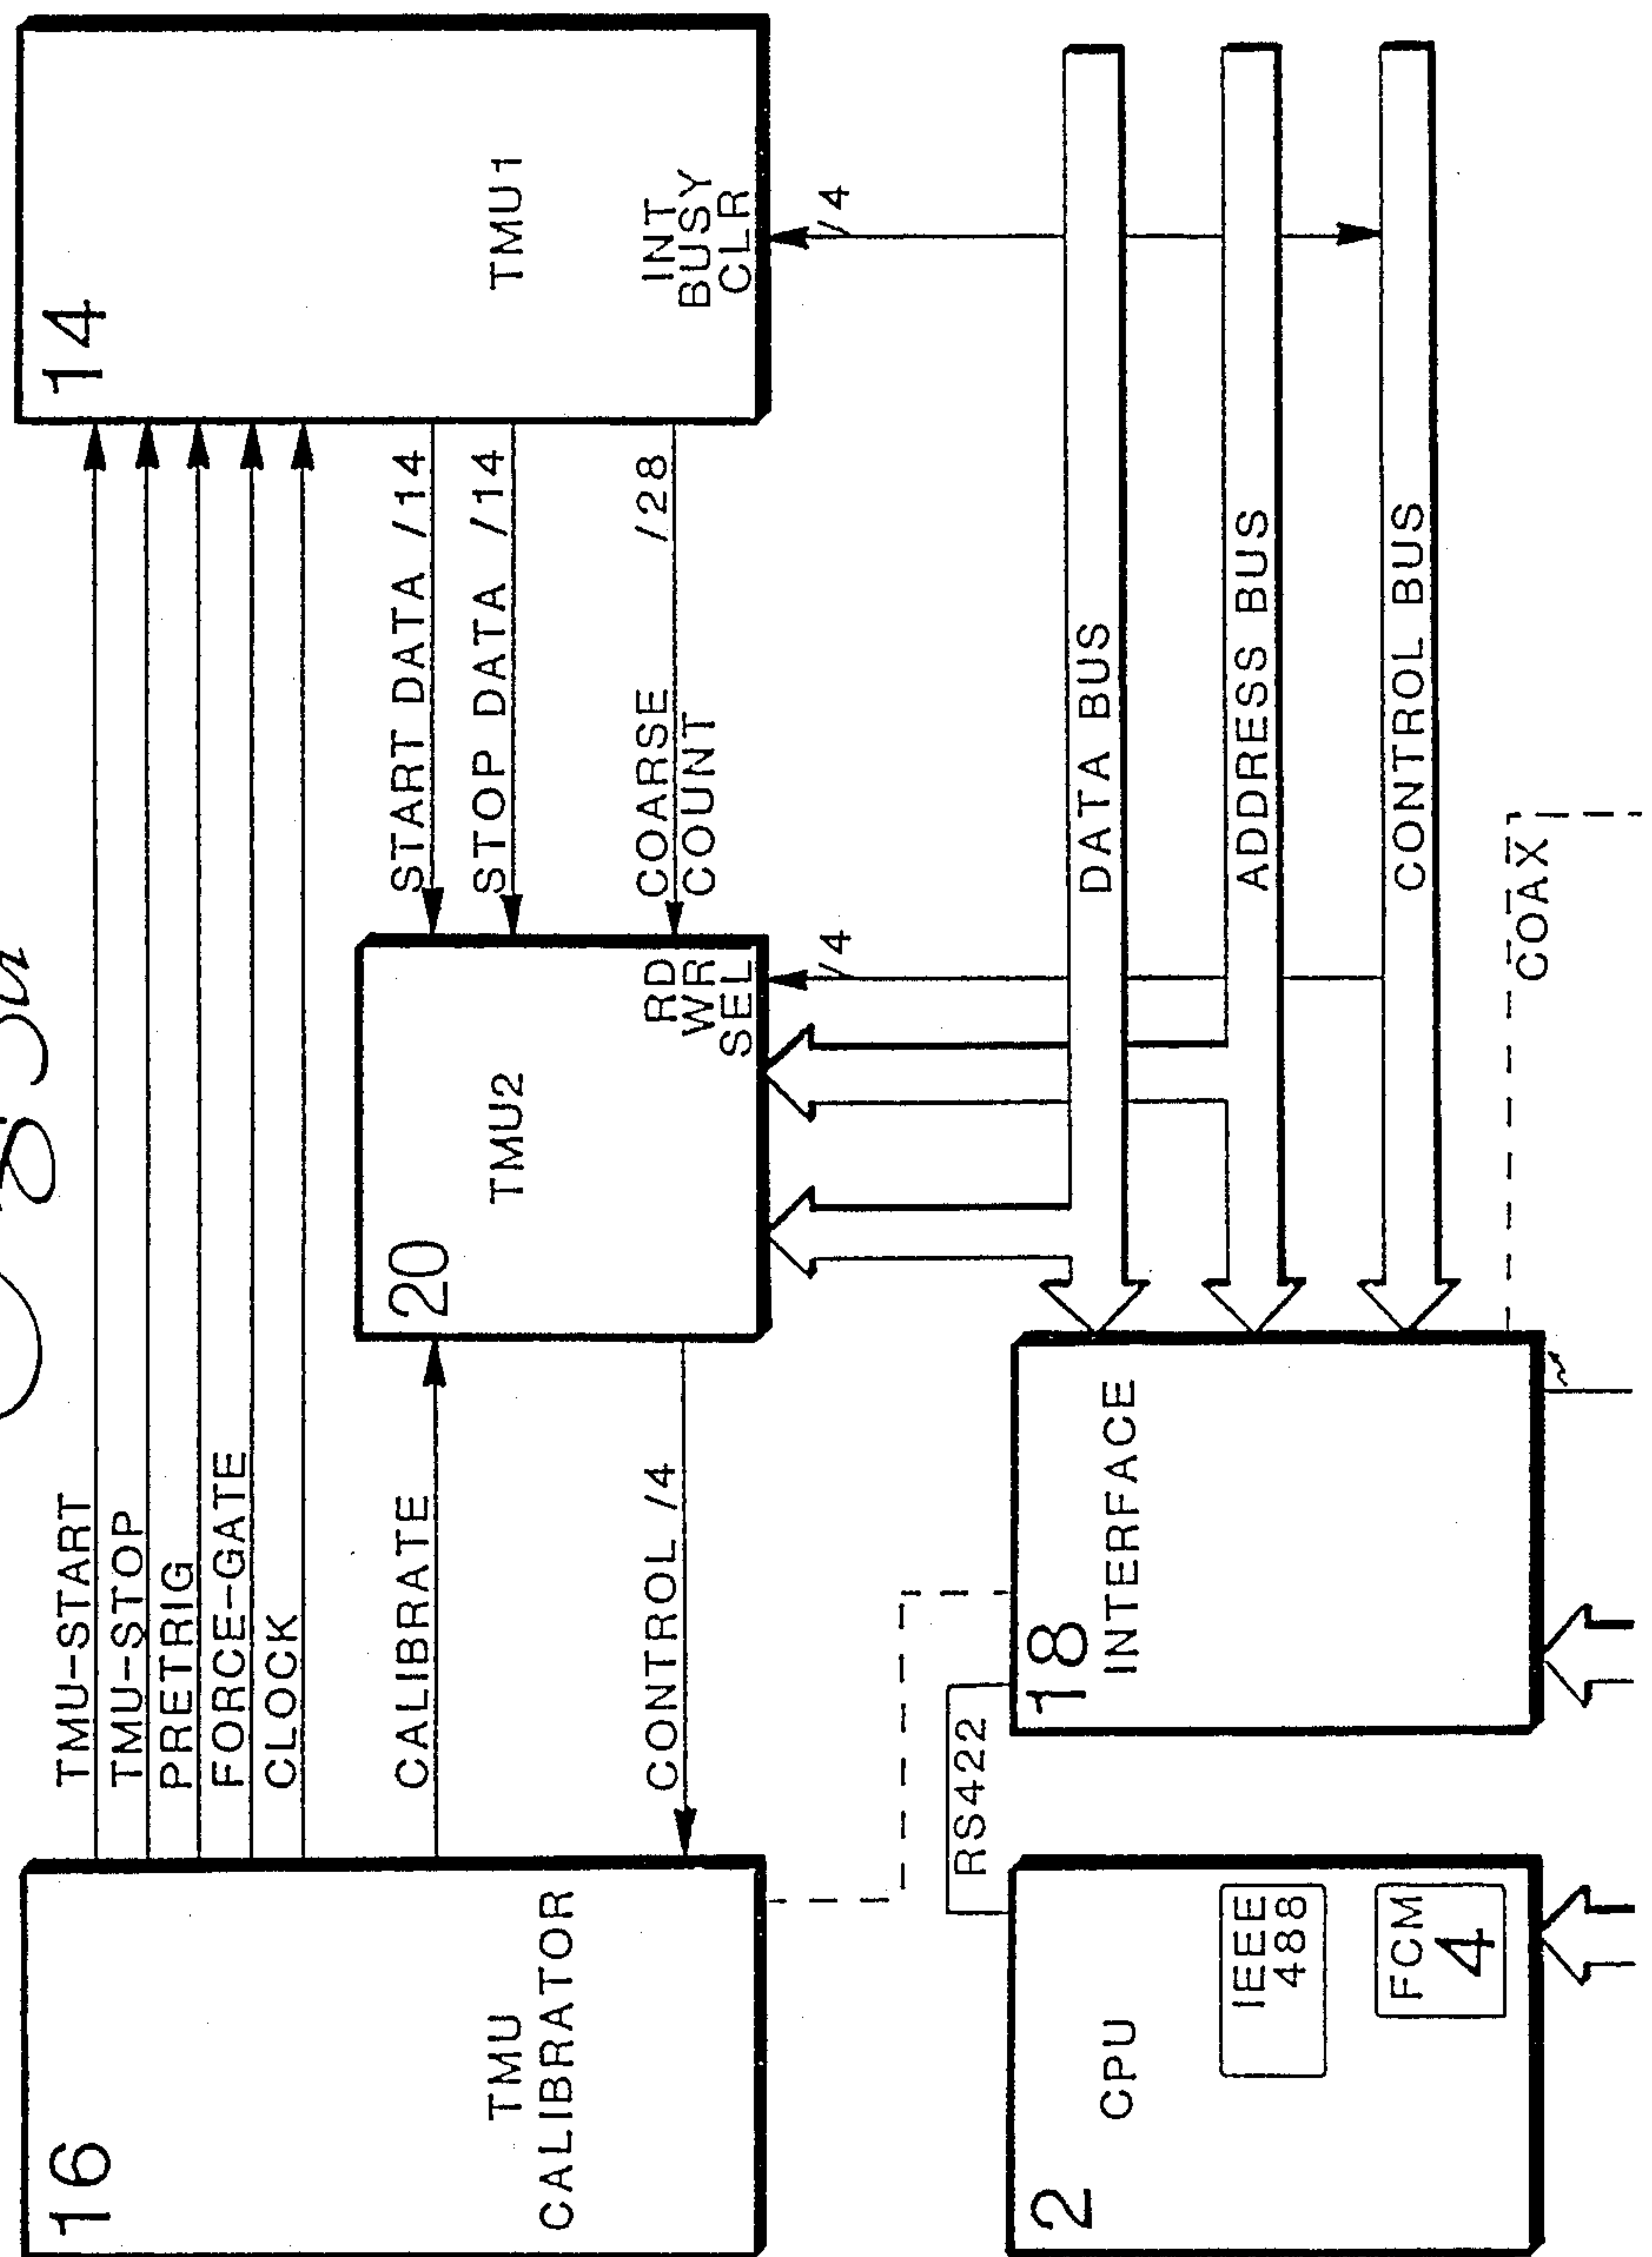 16
TMU
CALIBRATOR
TMU-START
TMU-STOP
PRETRIG
FORCE-GATE
CLOCK
CALIBRATE
CONTROL /4
20
TMU2
RD
WR
SEL
/4
START DATA /14
STOP DATA /14
COARSE /28
COUNT
14
TMU1
INT
BUSY
CLR
/4
2
CPU
IEEE
488
FCM
4
RS422
18
INTERFACE
DATA BUS
ADDRESS BUS
CONTROL BUS
COAX